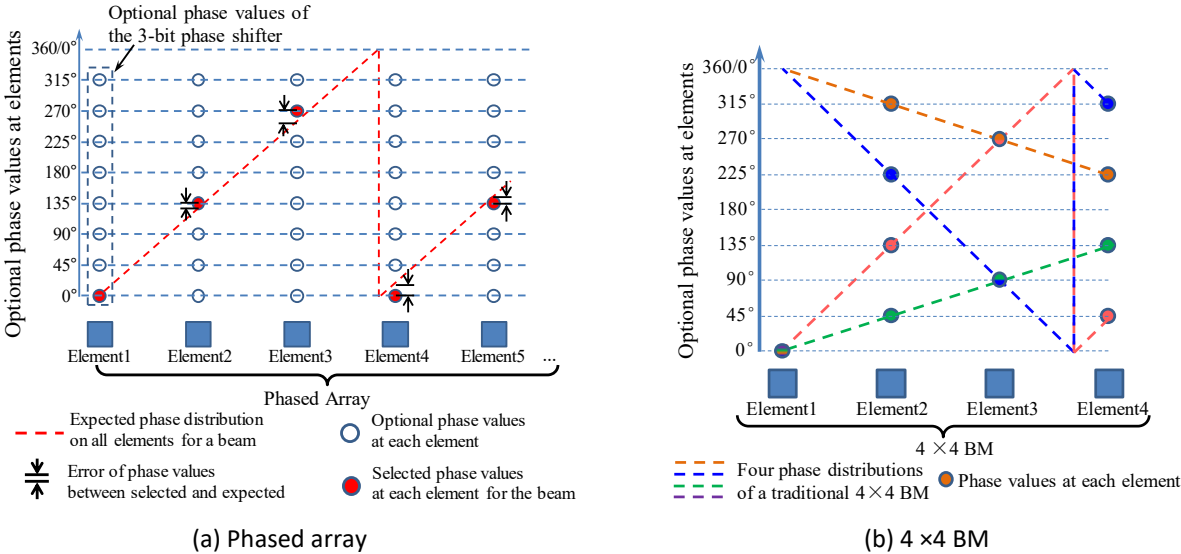 Optional phase values of
the 3-bit phase shifter
Optional phase values at elements
360/0°
315°
270°
225°
180°
135°
90°
45°
0°
Element1
Element2
Element3
Element4
Element5
...
Phased Array
Expected phase distribution
on all elements for a beam
Optional phase values
at each element
Error of phase values
between selected and expected
Selected phase values
at each element for the beam
(a) Phased array
Optional phase values at elements
360/0°
315°
270°
225°
180°
135°
90°
45°
0°
Element1
Element2
Element3
Element4
4 ×4 BM
Four phase distributions
of a traditional 4×4 BM
Phase values at each element
(b) 4 ×4 BM